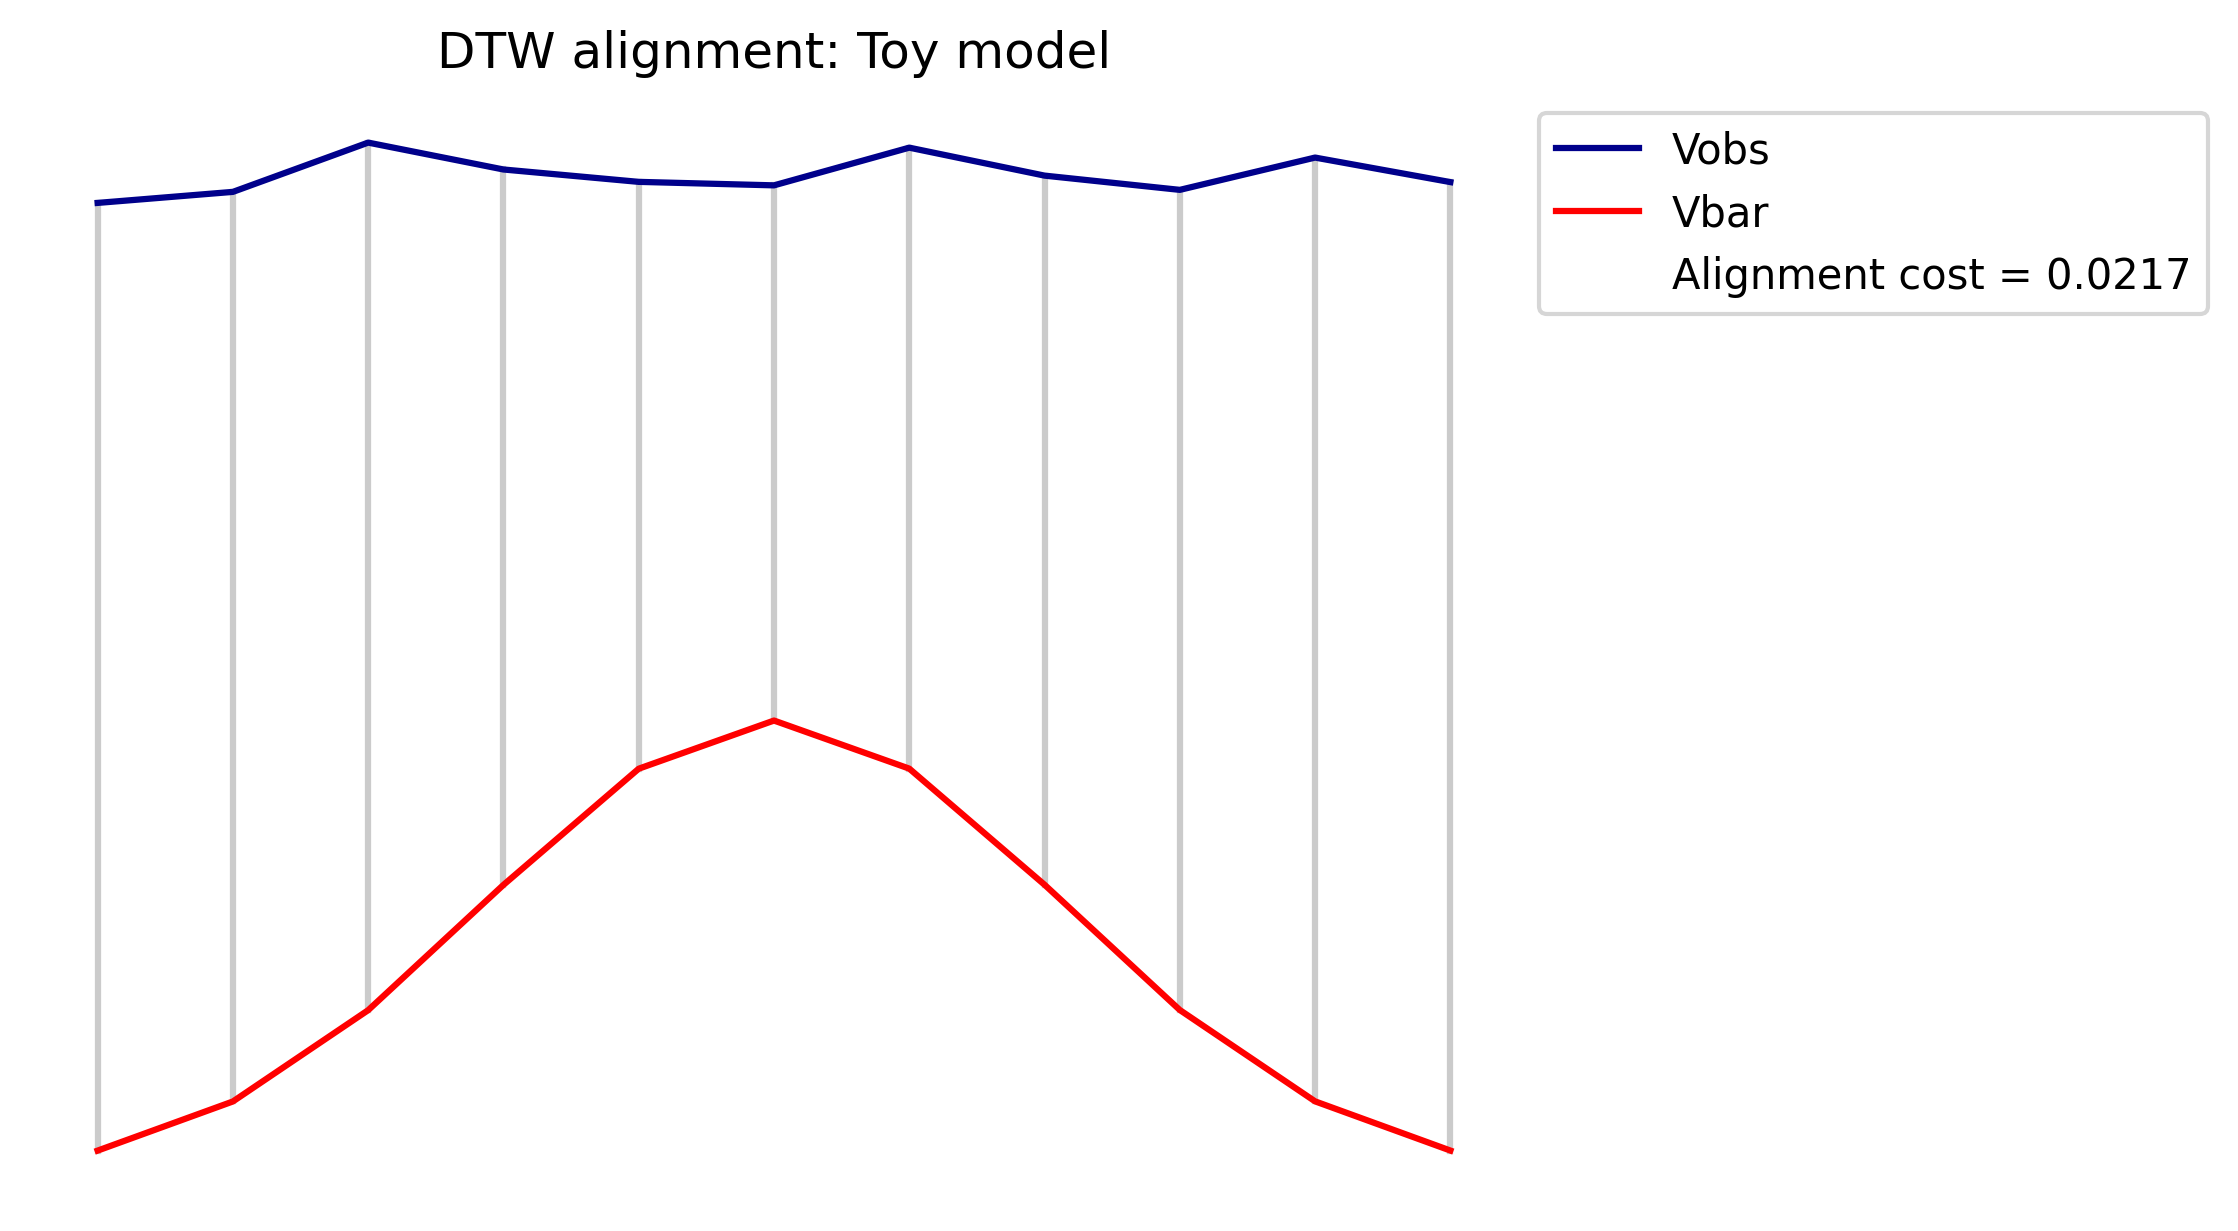 DTW alignment: Toy model
Vobs
Vbar
Alignment cost = 0.0217